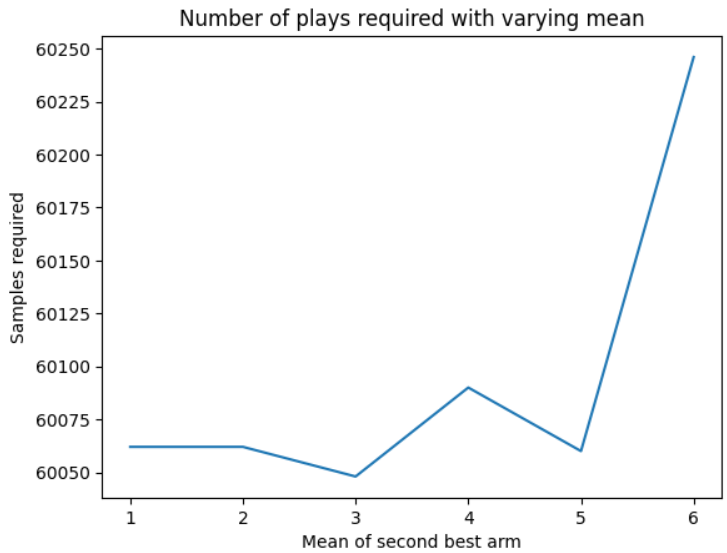 Number of plays required with varying mean
60250
60225
60200
60175
60150
60125
60100
60075
60050
Samples required
1 2 3 4 5 6
Mean of second best arm